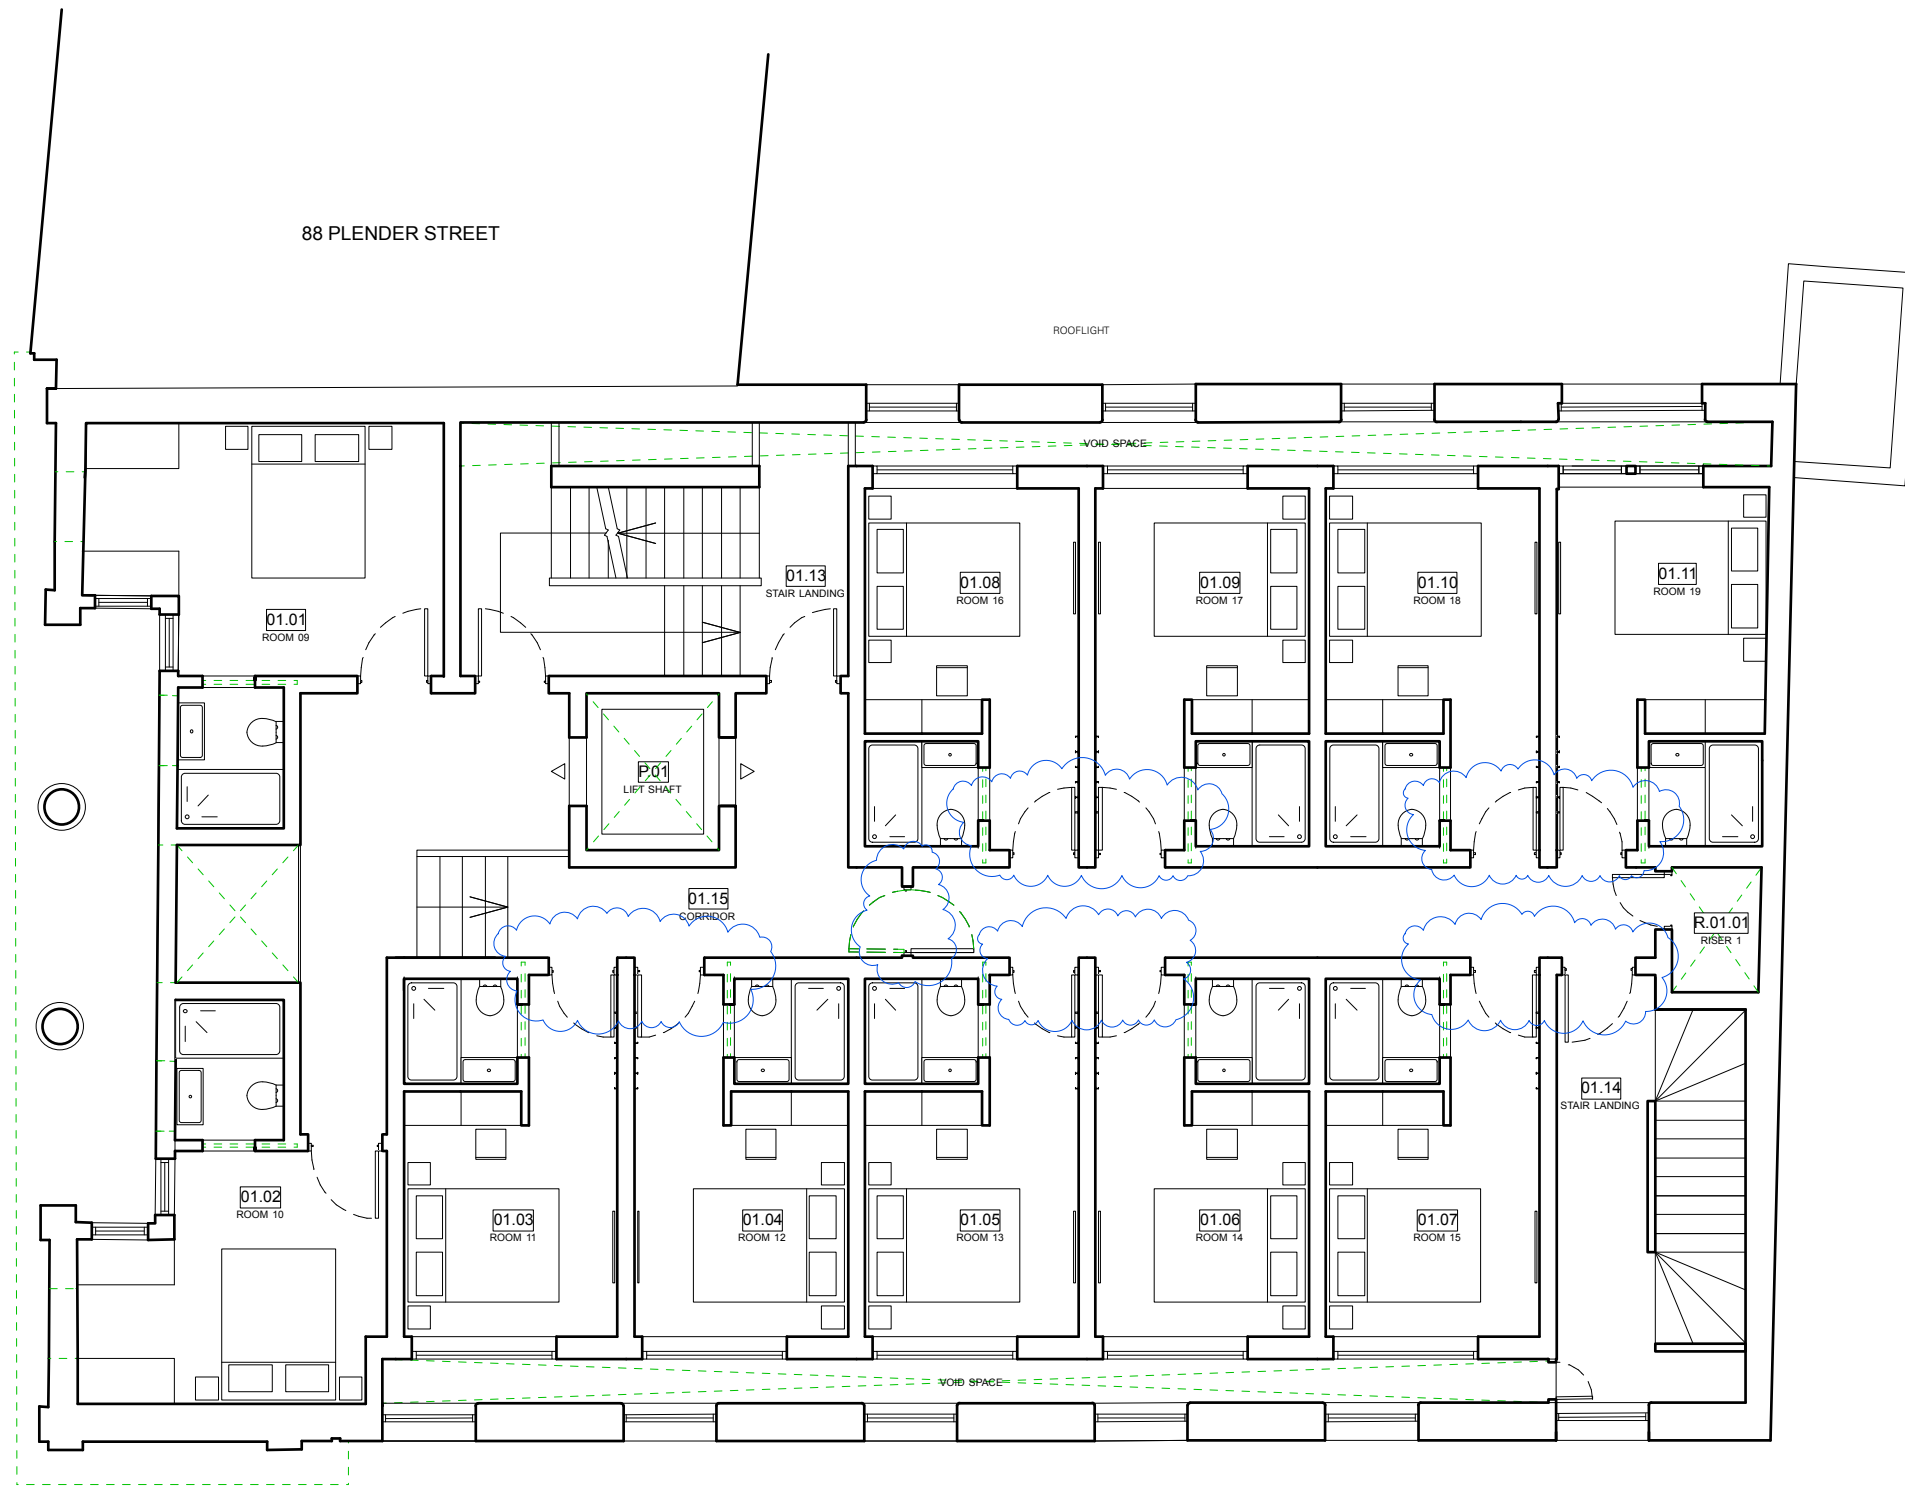 88 PLENDER STREET
ROOFLIGHT
VOID SPACE
01.13
STAIR LANDING
01.08
ROOM 16
01.09
ROOM 17
01.10
ROOM 18
01.11
ROOM 19
01.01
ROOM 09
P.01
LIFT SHAFT
01.15
CORRIDOR
R.01.01
RISER 1
01.14
STAIR LANDING
01.02
ROOM 10
01.03
ROOM 11
01.04
ROOM 12
01.05
ROOM 13
01.06
ROOM 14
01.07
ROOM 15
VOID SPACE